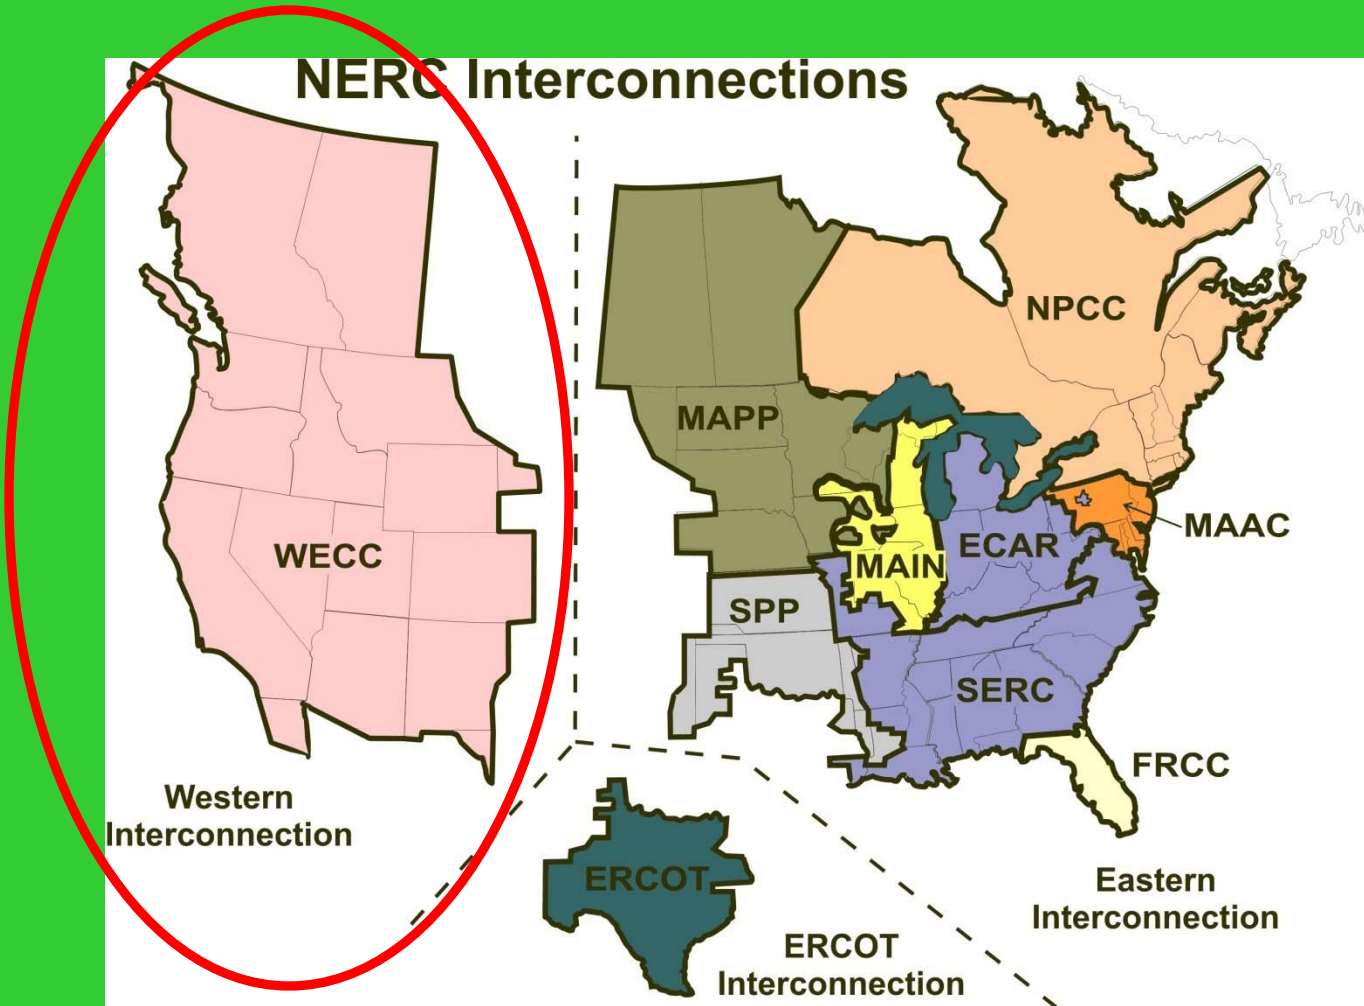 NERC Interconnections
NPCC
MAPP
MAAC
ECAR
WECC
MAIN
SPP
SERC
FRCC
Western
Interconnection
ERCOT
Eastern
Interconnection
ERCOT
Interconnection